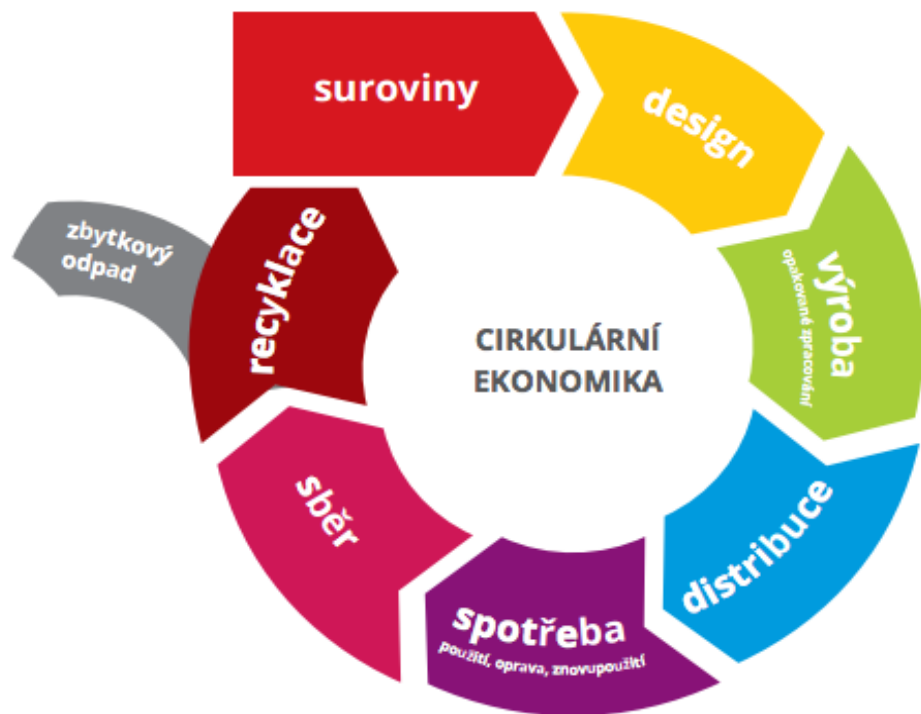 suroviny
design
výroba
opakované zpracování
distribuce
spotřeba
použití, oprava, znovupoužití
sběr
recyklace
zbytkový
odpad
CIRKULÁRNÍ
EKONOMIKA